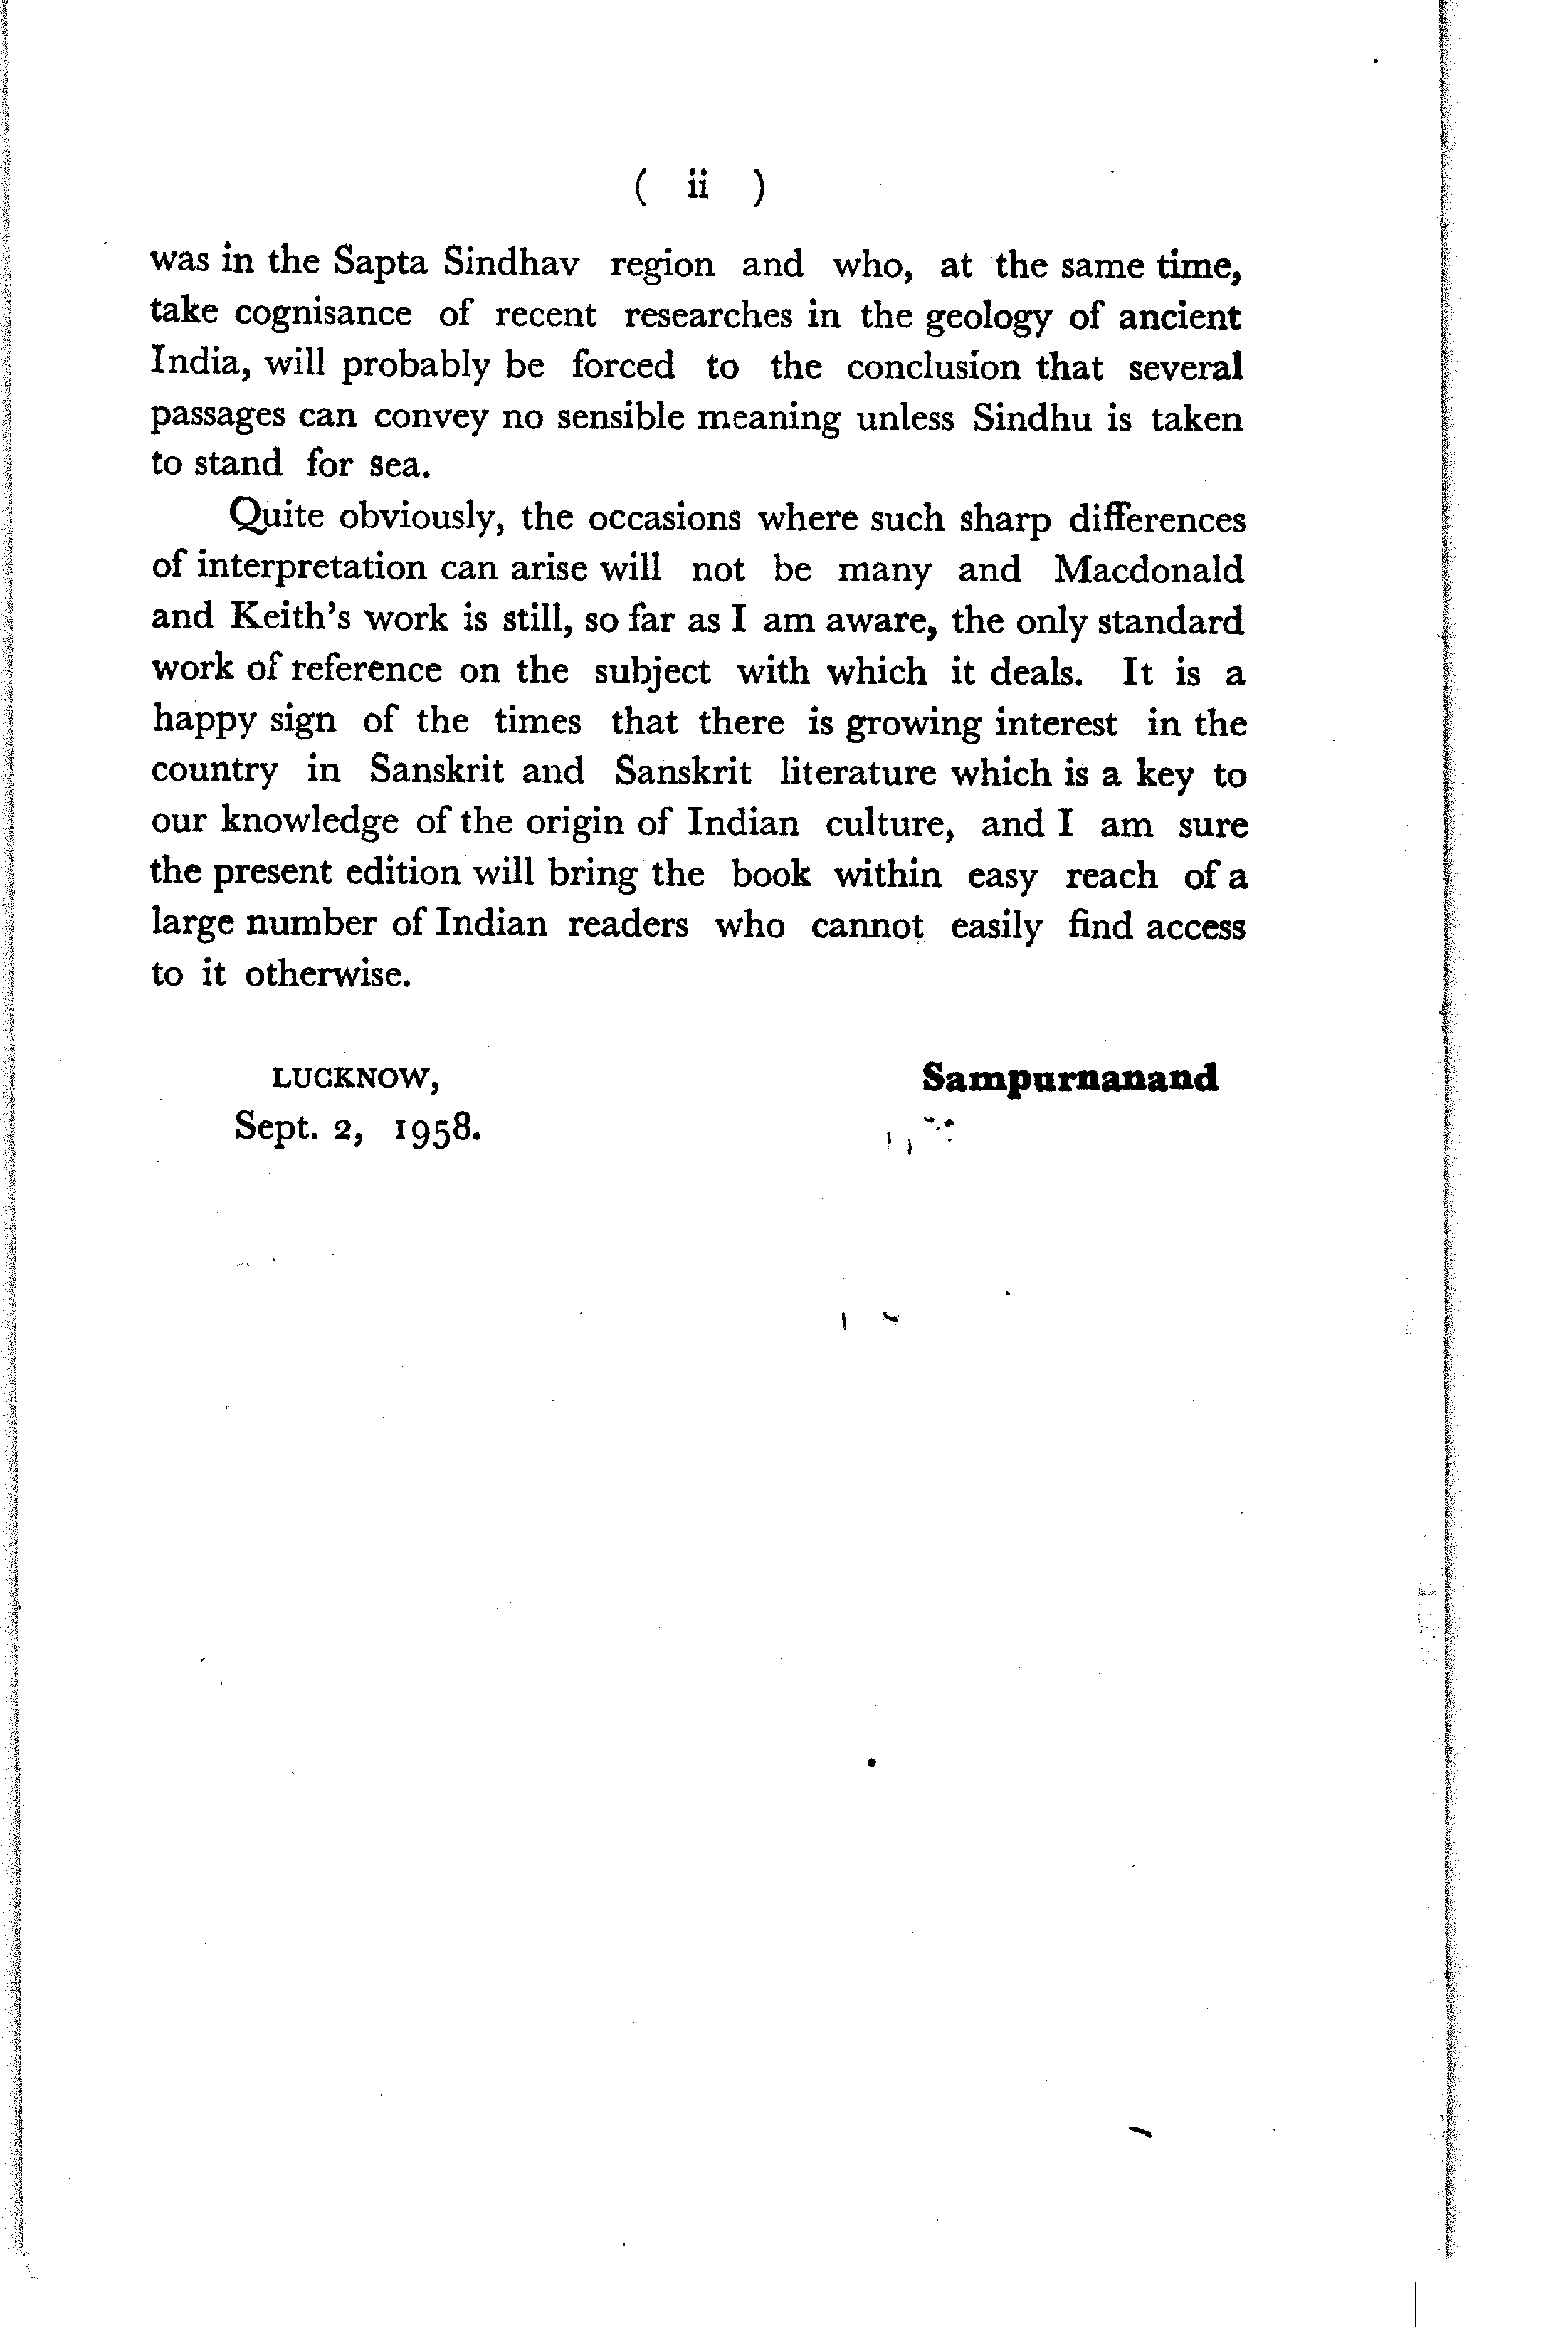 ( ii )
was in the Sapta Sindhav region and who, at the same time,
take cognisance of recent researches in the geology of ancient
India, will probably be forced to the conclusion that several
passages can convey no sensible meaning unless Sindhu is taken
to stand for sea.
Quite obviously, the occasions where such sharp differences
of interpretation can arise will not be many and Macdonald
and Keith's work is still, so far as I am aware, the only standard
work of reference on the subject with which it deals. It is a
happy sign of the times that there is growing interest in the
country in Sanskrit and Sanskrit literature which is a key to
our knowledge of the origin of Indian culture, and I am sure
the present edition will bring the book within easy reach of a
large number of Indian readers who cannot easily find access
to it otherwise.
LUCKNOW, Sampurnanand
Sept. 2, 1958.